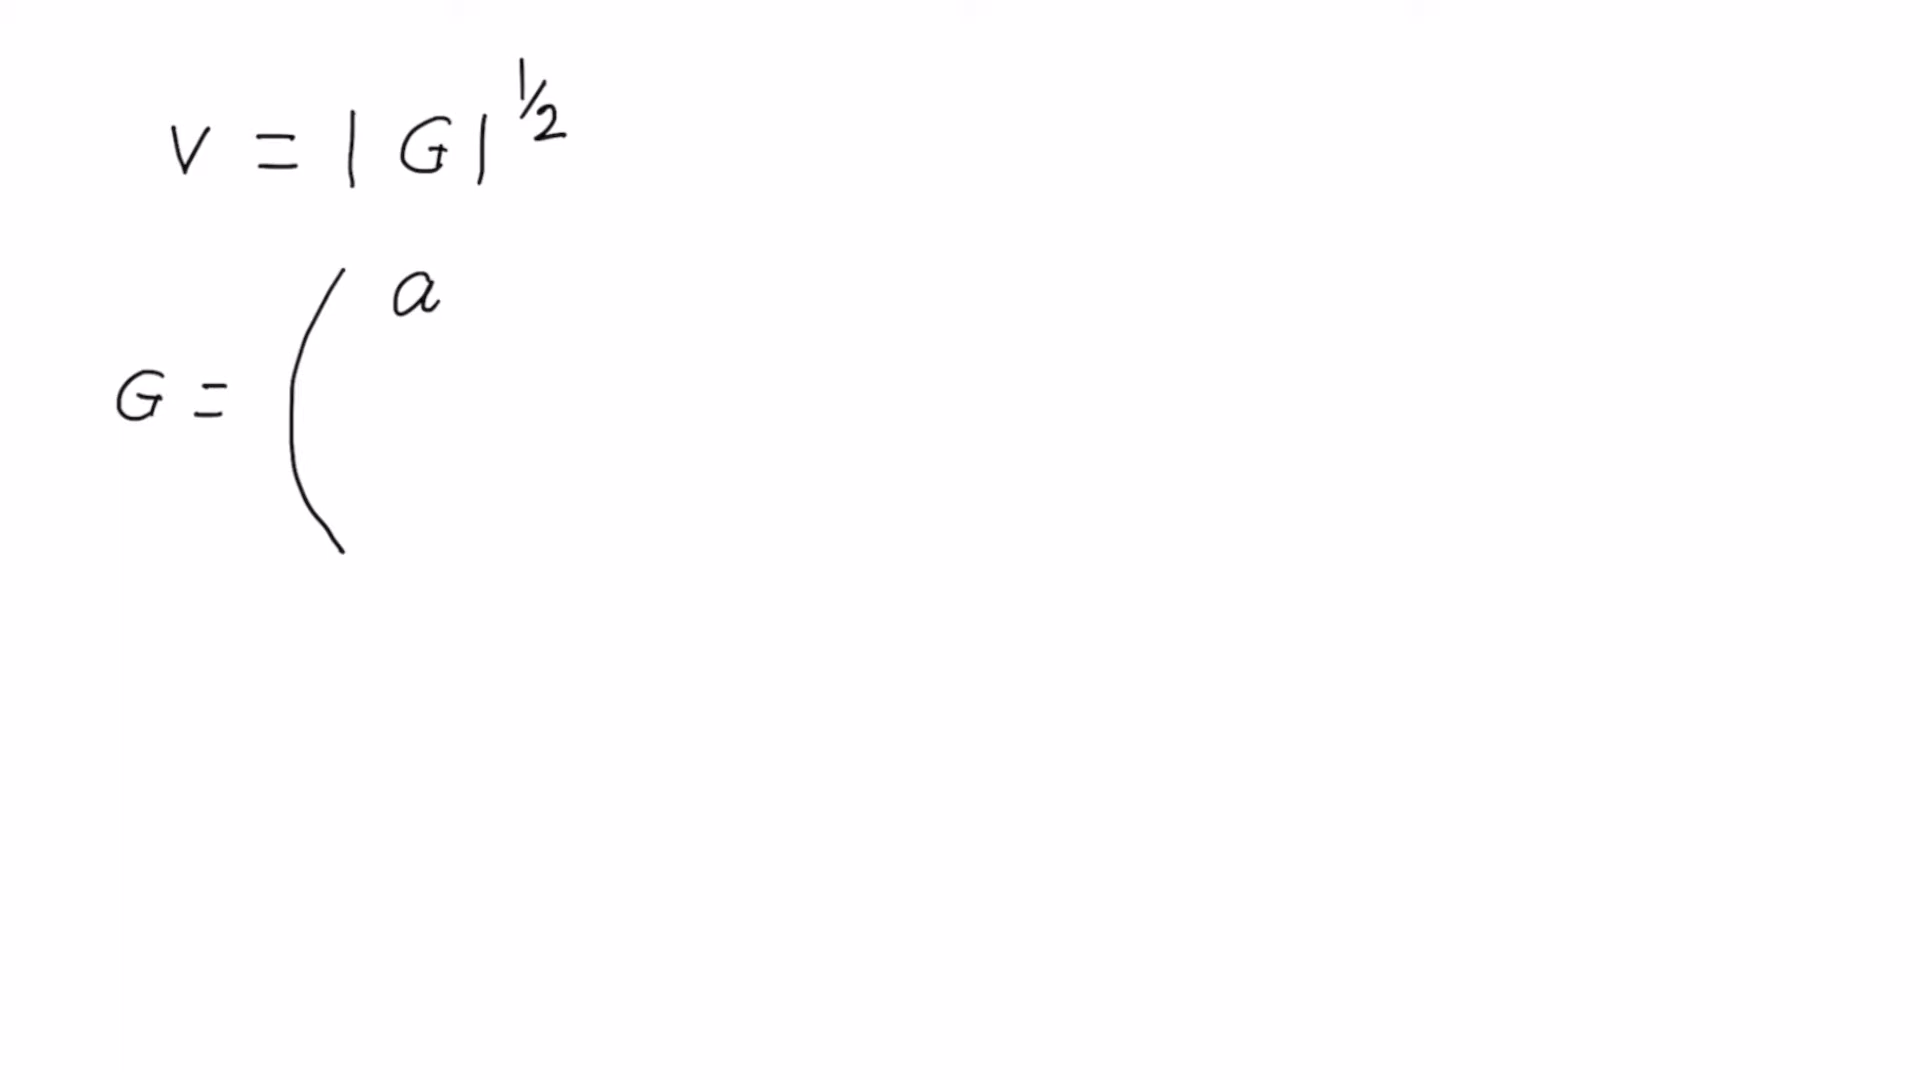 V = | G |^1/2
G = ( a